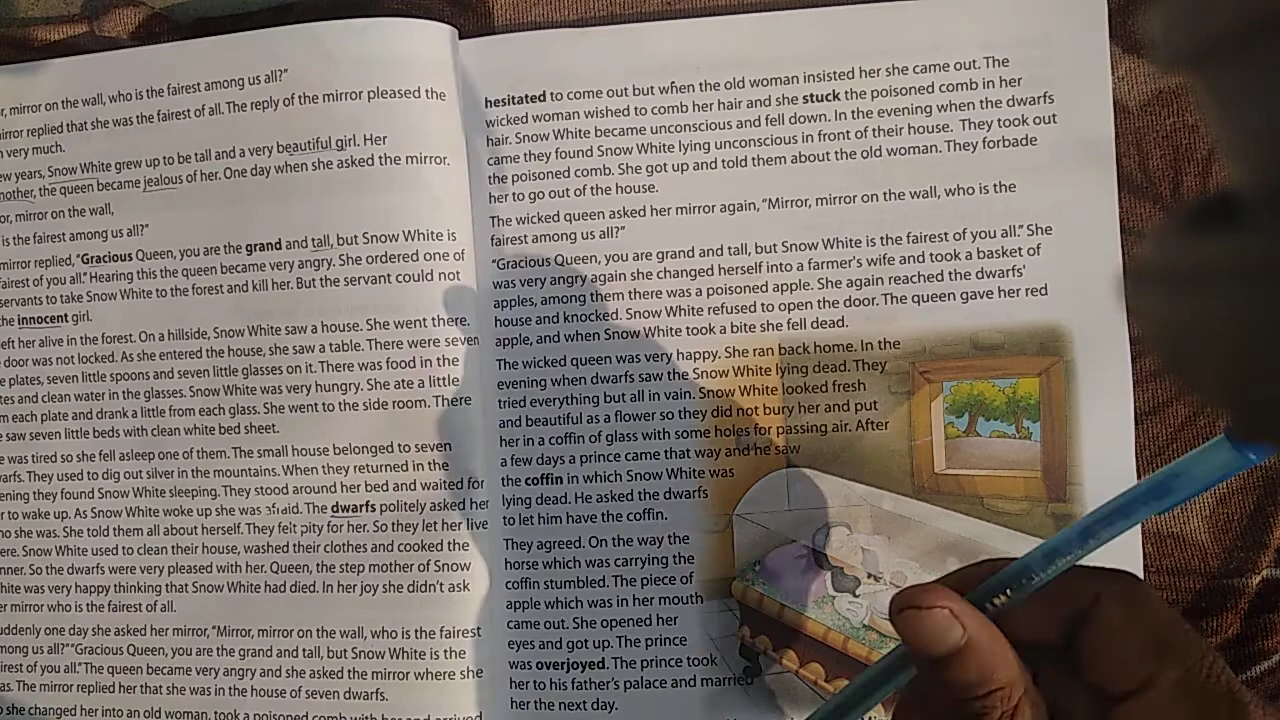 mirror on the wall, who is the fairest among us all?"
mirror replied that she was the fairest of all. The reply of the mirror pleased the
very much.
few years, Snow White grew up to be tall and a very beautiful girl. Her
mother, the queen became jealous of her. One day when she asked the mirror.
mirror on the wall,
is the fairest among us all?"
mirror replied, "Gracious Queen, you are the grand and tall, but Snow White is
fairest of you all." Hearing this the queen became very angry. She ordered one of
servants to take Snow White to the forest and kill her. But the servant could not
the innocent girl.
left her alive in the forest. On a hillside, Snow White saw a house. She went there.
door was not locked. As she entered the house, she saw a table. There were seven
plates, seven little spoons and seven little glasses on it. There was food in the
and clean water in the glasses. Snow White was very hungry. She ate a little
each plate and drank a little from each glass. She went to the side room. There
saw seven little beds with clean white bed sheet.
was tired so she fell asleep one of them. The small house belonged to seven
They used to dig out silver in the mountains. When they returned in the
they found Snow White sleeping. They stood around her bed and waited for
to wake up. As Snow White woke up she was afraid. The dwarfs politely asked her
she was. She told them all about herself. They felt pity for her. So they let her live
Snow White used to clean their house, washed their clothes and cooked the
So the dwarfs were very pleased with her. Queen, the step mother of Snow
was very happy thinking that Snow White had died. In her joy she didn't ask
mirror who is the fairest of all.
one day she asked her mirror, "Mirror, mirror on the wall, who is the fairest
us all?" "Gracious Queen, you are the grand and tall, but Snow White is the
of you all." The queen became very angry and she asked the mirror where she
The mirror replied her that she was in the house of seven dwarfs.
she changed her into an old woman, took a poisoned comb with her and arrived
hesitated to come out but when the old woman insisted her she came out. The
wicked woman wished to comb her hair and she stuck the poisoned comb in her
hair. Snow White became unconscious and fell down. In the evening when the dwarfs
came they found Snow White lying unconscious in front of their house. They took out
the poisoned comb. She got up and told them about the old woman. They forbade
her to go out of the house.
The wicked queen asked her mirror again, "Mirror, mirror on the wall, who is the
fairest among us all?"
"Gracious Queen, you are grand and tall, but Snow White is the fairest of you all." She
was very angry again she changed herself into a farmer's wife and took a basket of
apples, among them there was a poisoned apple. She again reached the dwarfs'
house and knocked. Snow White refused to open the door. The queen gave her red
apple, and when Snow White took a bite she fell dead.
The wicked queen was very happy. She ran back home. In the
evening when dwarfs saw the Snow White lying dead. They
tried everything but all in vain. Snow White looked fresh
and beautiful as a flower so they did not bury her and put
her in a coffin of glass with some holes for passing air. After
a few days a prince came that way and he saw
the coffin in which Snow White was
lying dead. He asked the dwarfs
to let him have the coffin.
They agreed. On the way the
horse which was carrying the
coffin stumbled. The piece of
apple which was in her mouth
came out. She opened her
eyes and got up. The prince
was overjoyed. The prince took
her to his father's palace and married
her the next day.